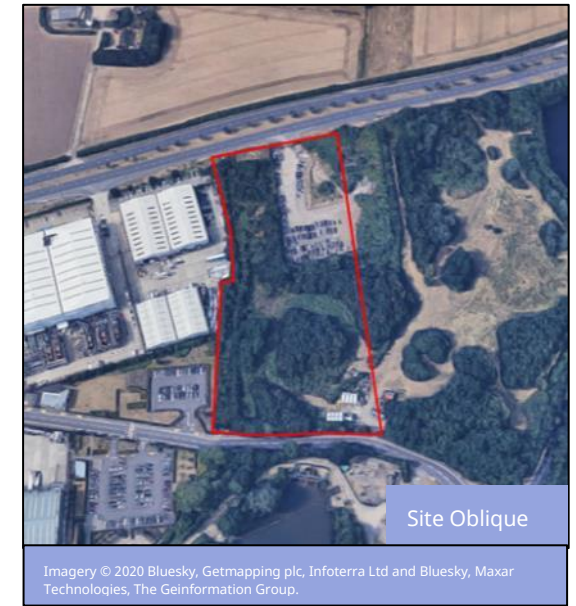 Site Oblique
Imagery © 2020 Bluesky, Getmapping plc, Infoterra Ltd and Bluesky, Maxar
Technologies, The Geinformation Group.